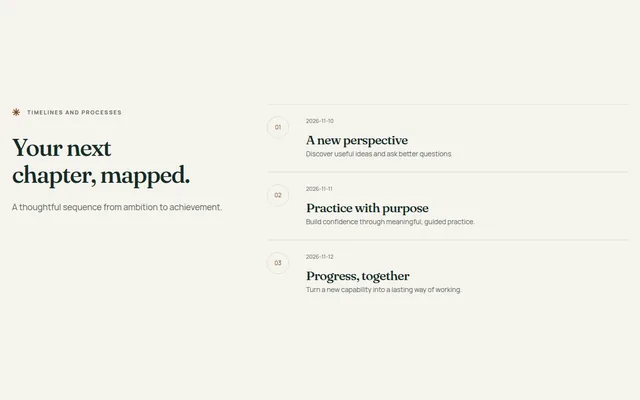 TIMELINES AND PROCESSES
Your next
chapter, mapped.
A thoughtful sequence from ambition to achievement.
01
2026-11-10
A new perspective
Discover useful ideas and ask better questions.
02
2026-11-11
Practice with purpose
Build confidence through meaningful, guided practice.
03
2026-11-12
Progress, together
Turn a new capability into a lasting way of working.